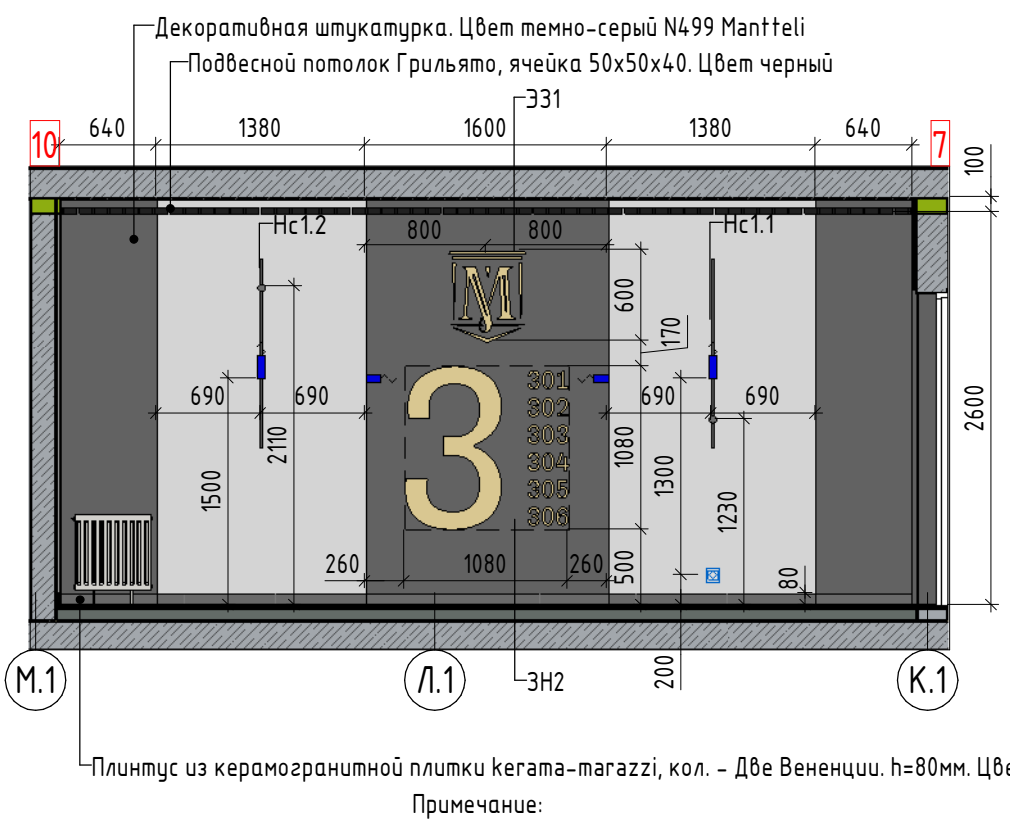 Декоративная штукатурка. Цвет темно-серый N499 Mantteli
Подвесной потолок Грильято, ячейка 50х50х40. Цвет черный
ЭЗ1
10
640
1380
1600
1380
640
7
100
Нс1.2
800
800
Нс1.1
600
170
М
3
301
302
303
304
305
306
690
690
690
690
2110
1500
1080
1300
1230
2600
260
1080
260
500
80
200
М.1
Л.1
ЗН2
К.1
Плинтус из керамогранитной плитки kerama-marazzi, кол. - Две Вененции. h=80мм. Цве
Примечание: